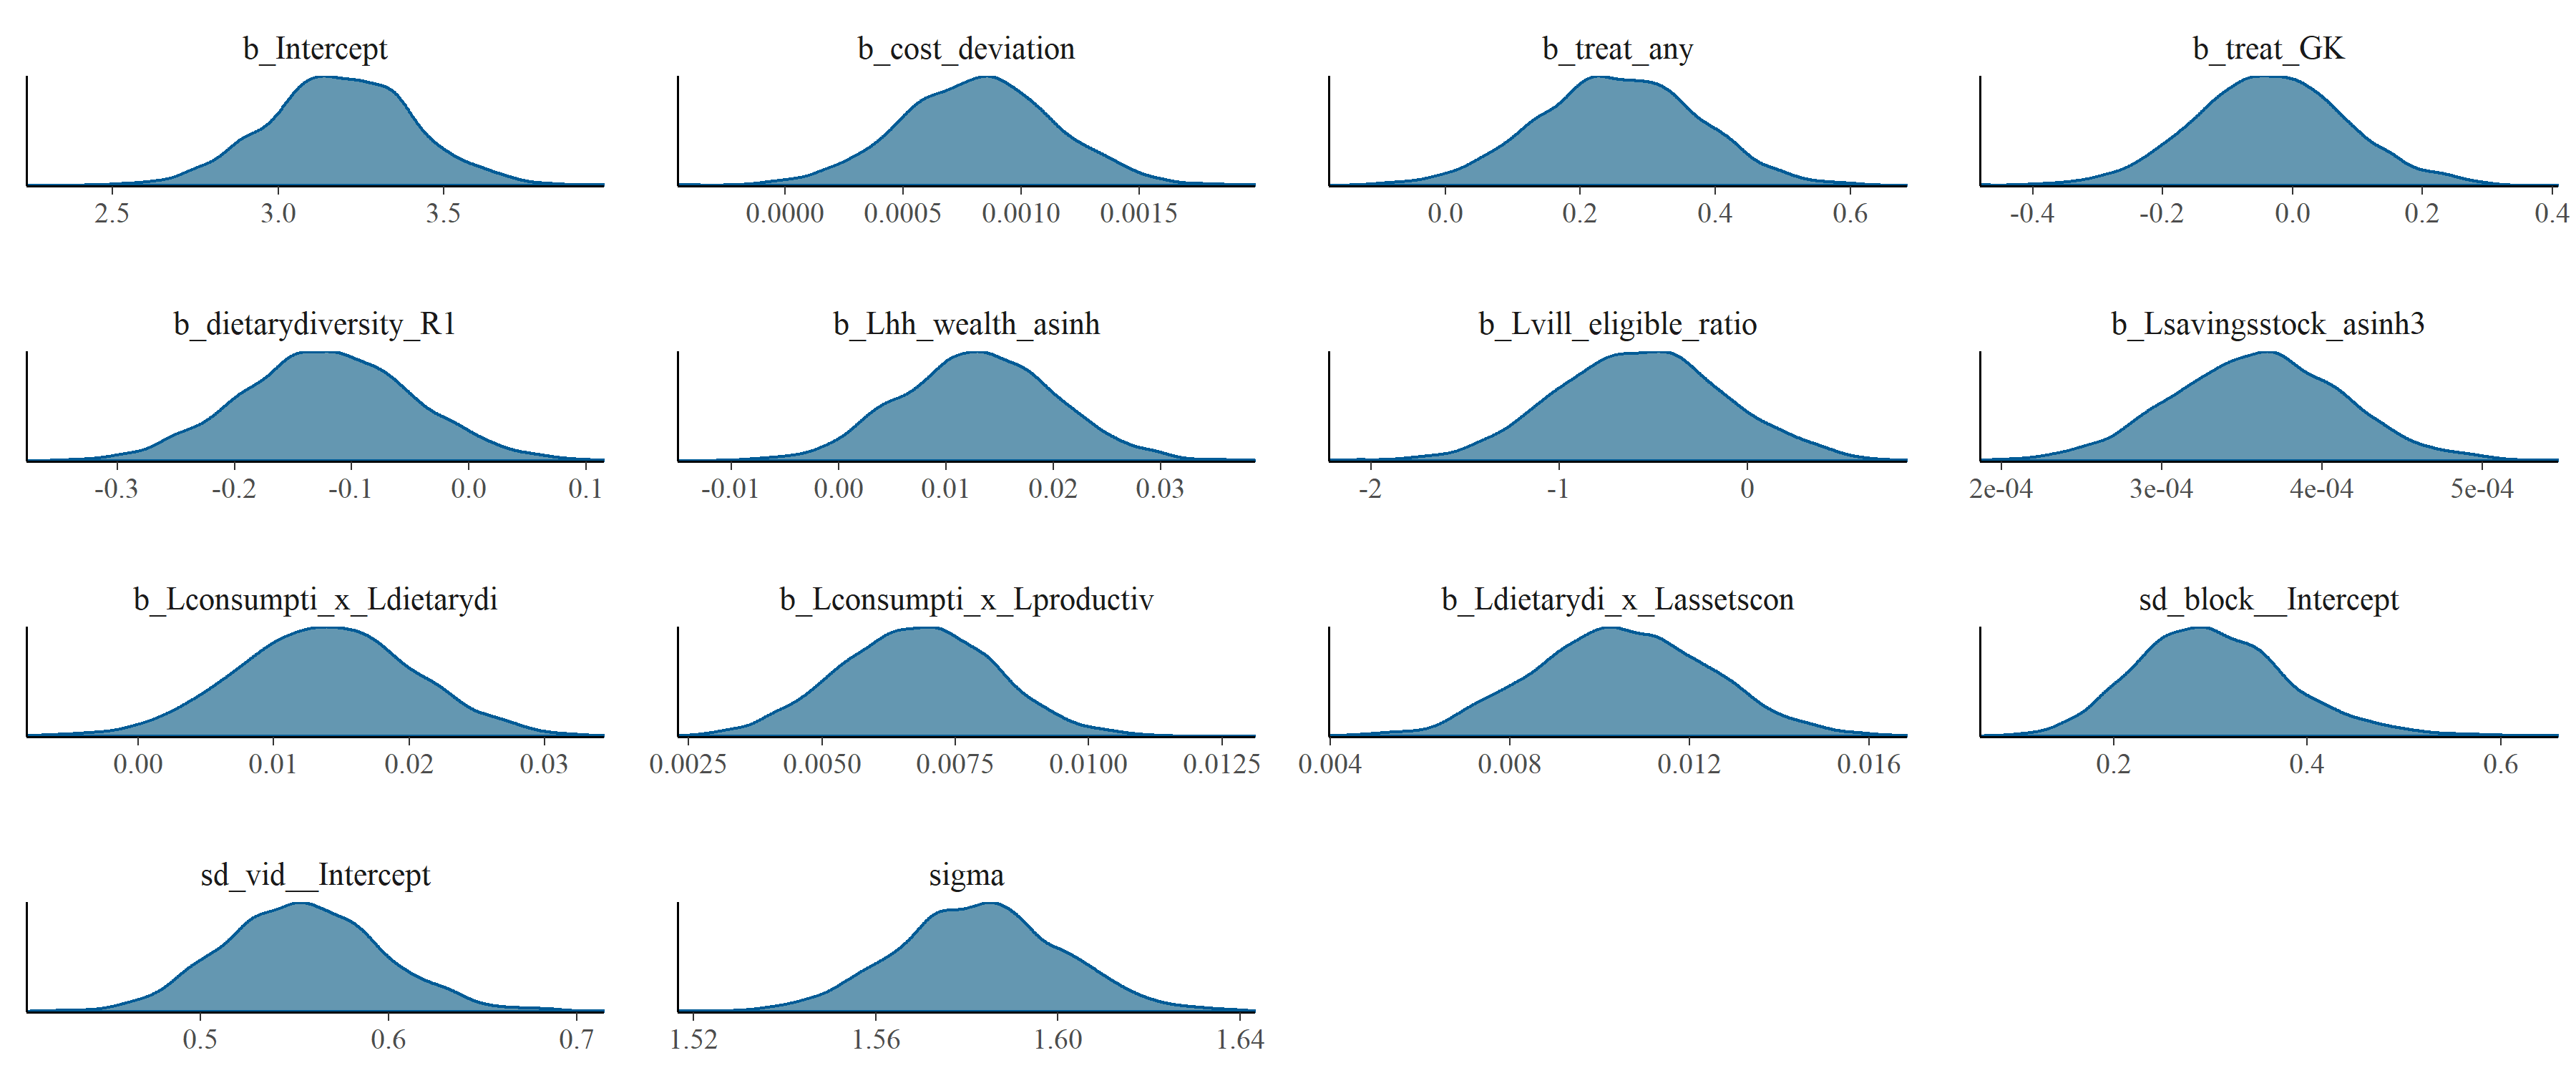 b_Intercept b_cost_deviation b_treat_any b_treat_GK
2.5 3.0 3.5 0.0000 0.0005 0.0010 0.0015 0.0 0.2 0.4 0.6 -0.4 -0.2 0.0 0.2 0.4
b_dietarydiversity_R1 b_Lhh_wealth_asinh b_Lvill_eligible_ratio b_Lsavingsstock_asinh3
-0.3 -0.2 -0.1 0.0 0.1 -0.01 0.00 0.01 0.02 0.03 -2 -1 0 2e-04 3e-04 4e-04 5e-04
b_Lconsumpti_x_Ldietarydi b_Lconsumpti_x_Lproductiv b_Ldietarydi_x_Lassetscon sd_block__Intercept
0.00 0.01 0.02 0.03 0.0025 0.0050 0.0075 0.0100 0.0125 0.004 0.008 0.012 0.016 0.2 0.4 0.6
sd_vid__Intercept sigma
0.5 0.6 0.7 1.52 1.56 1.60 1.64